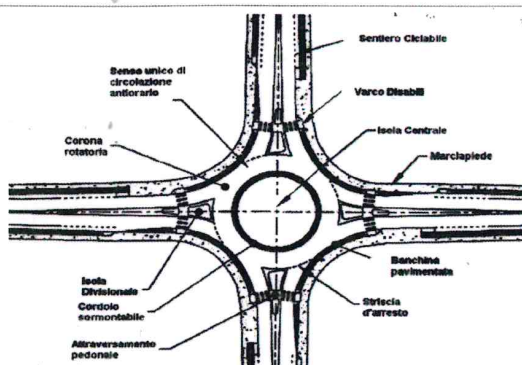 Sentiero Ciclabile
Senso unico di
circolazione
antiorario
Varco Disabili
Isola Centrale
Corona
rotatoria
Marciapiede
Banchina
pavimentata
Isola
Divisionale
Cordolo
sormontabile
Striscia
d'arresto
Attraversamento
pedonale